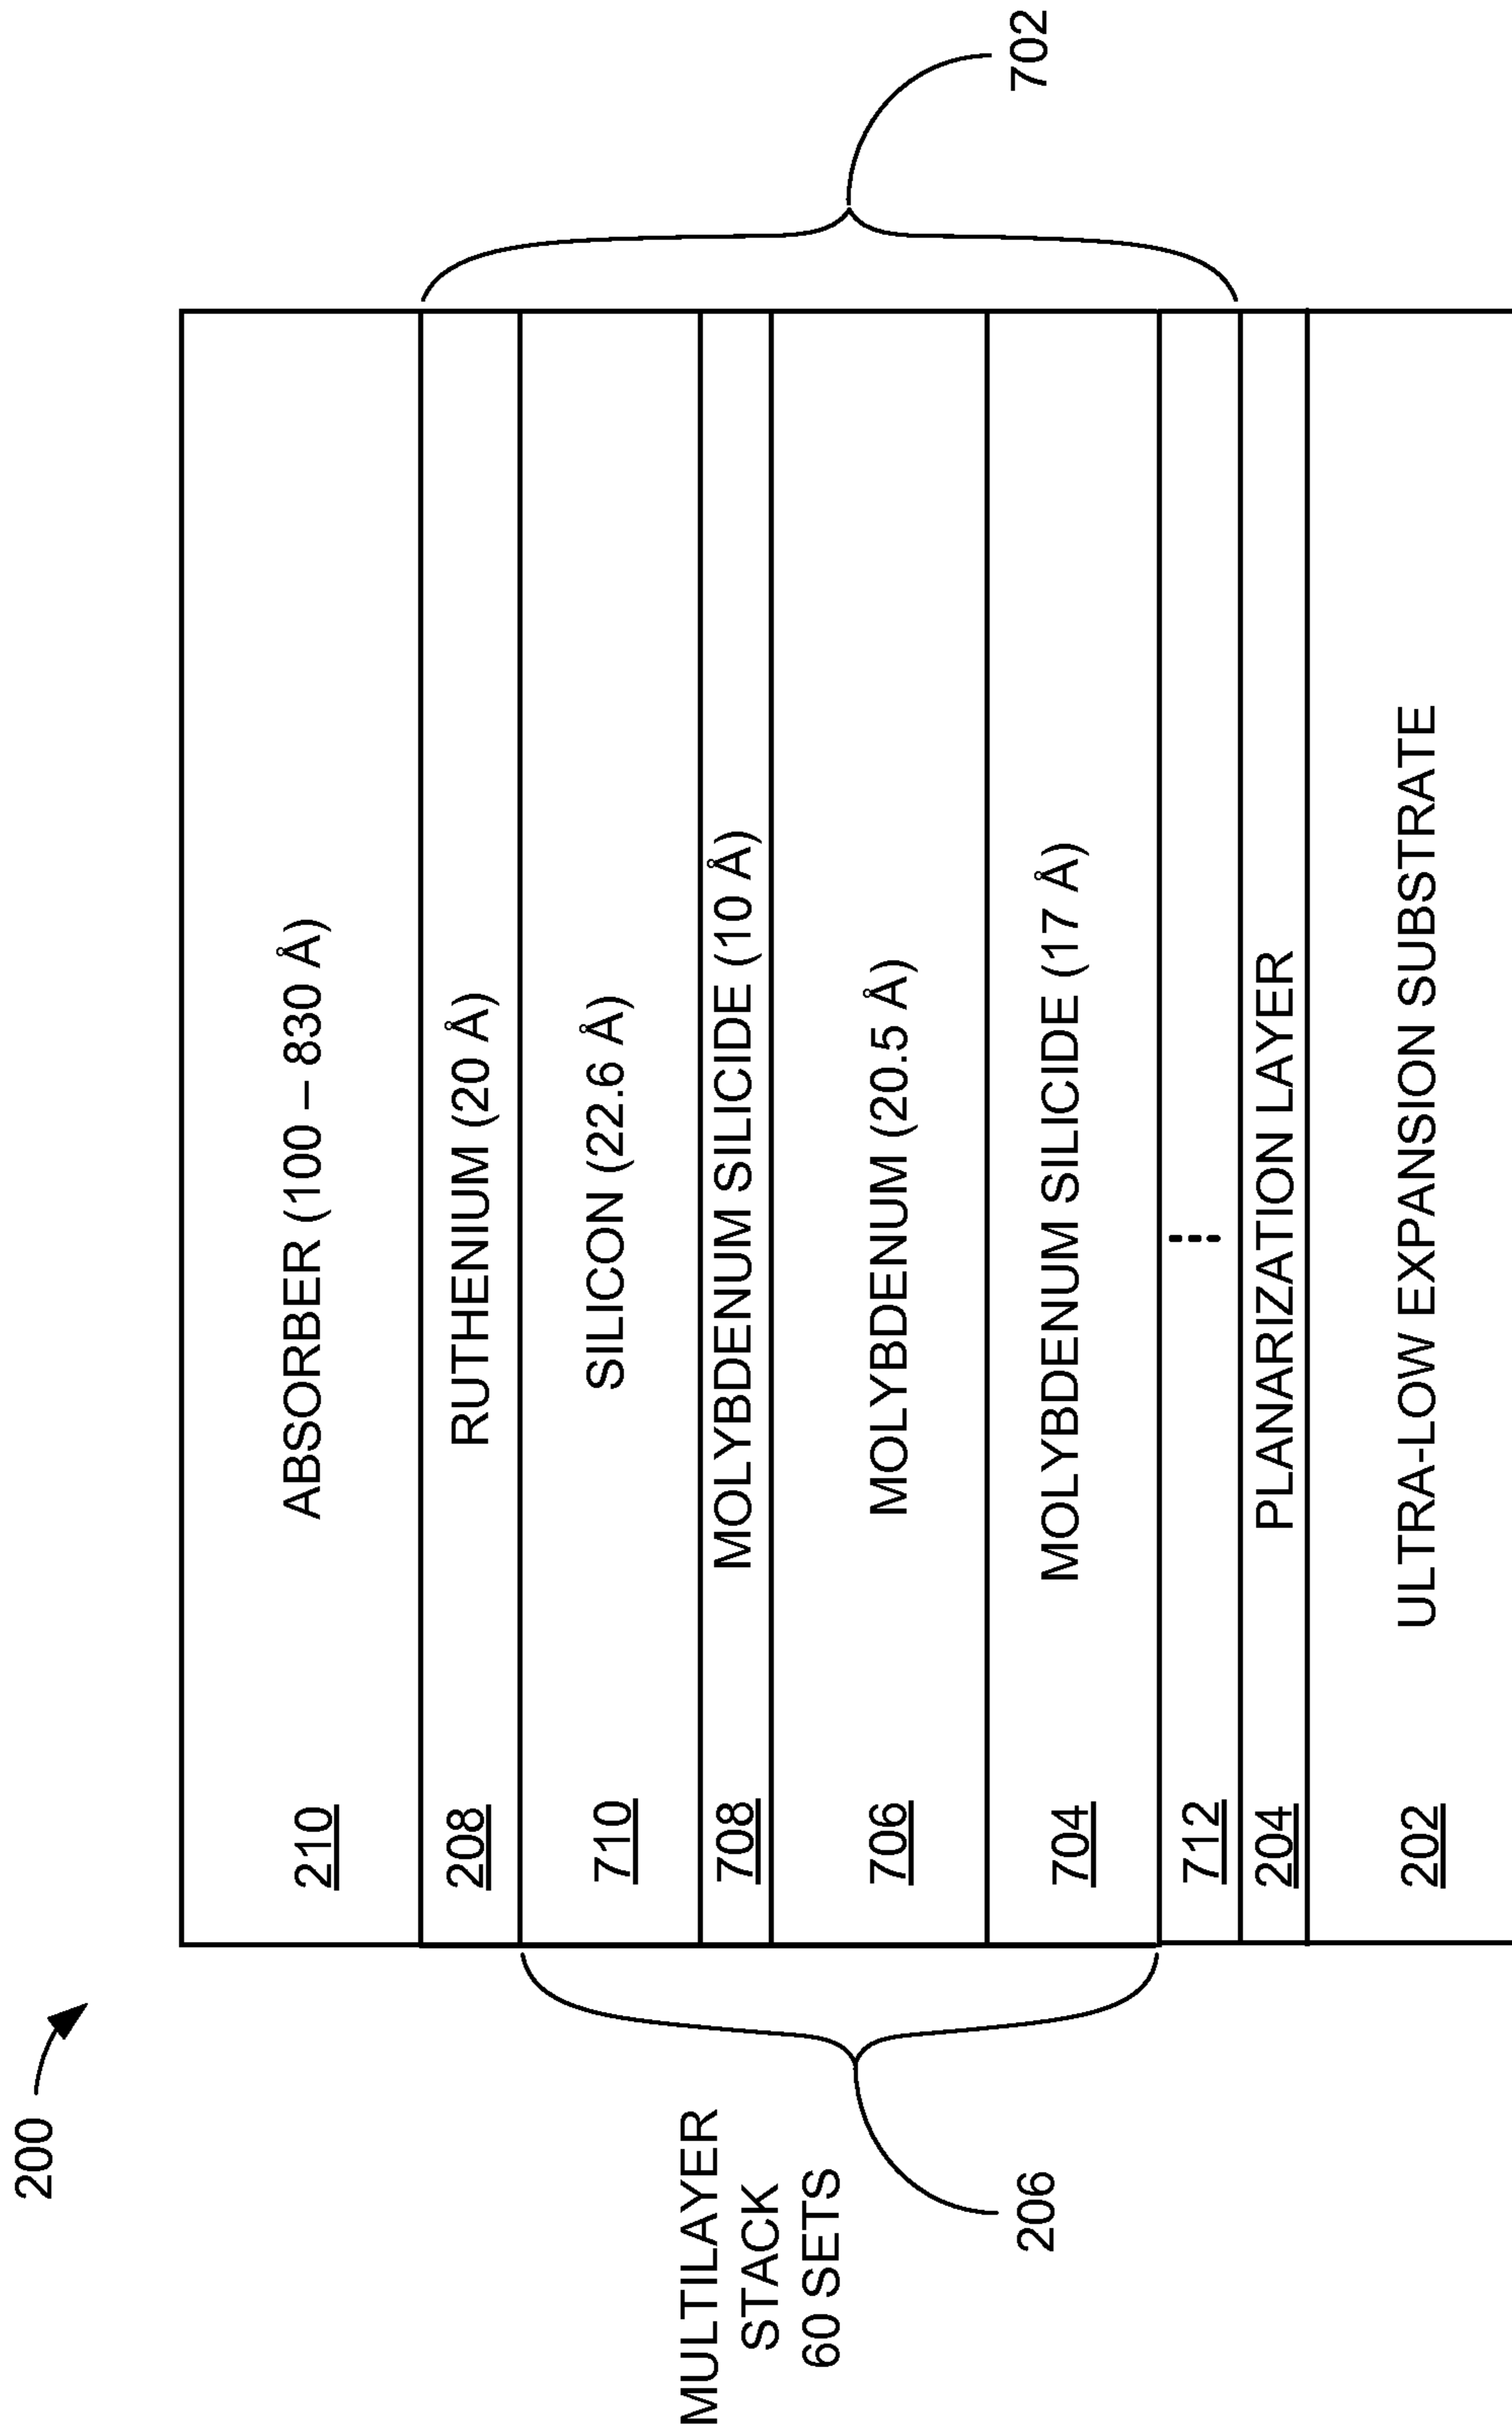 200
ABSORBER (100 – 830 Å)
210
RUTHENIUM (20 Å)
208
SILICON (22.6 Å)
710
MOLYBDENUM SILICIDE (10 Å)
708
MOLYBDENUM (20.5 Å)
706
MOLYBDENUM SILICIDE (17 Å)
704
712
PLANARIZATION LAYER
204
ULTRA-LOW EXPANSION SUBSTRATE
202
MULTILAYER
STACK
60 SETS
206
702